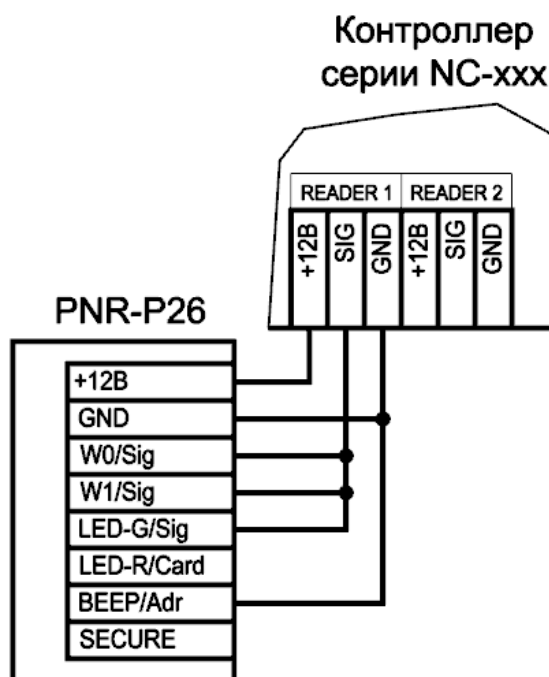 Контроллер
серии NC-xxx
READER 1 READER 2
+12В SIG GND +12В SIG GND
PNR-P26
+12В
GND
W0/Sig
W1/Sig
LED-G/Sig
LED-R/Card
BEEP/Adr
SECURE